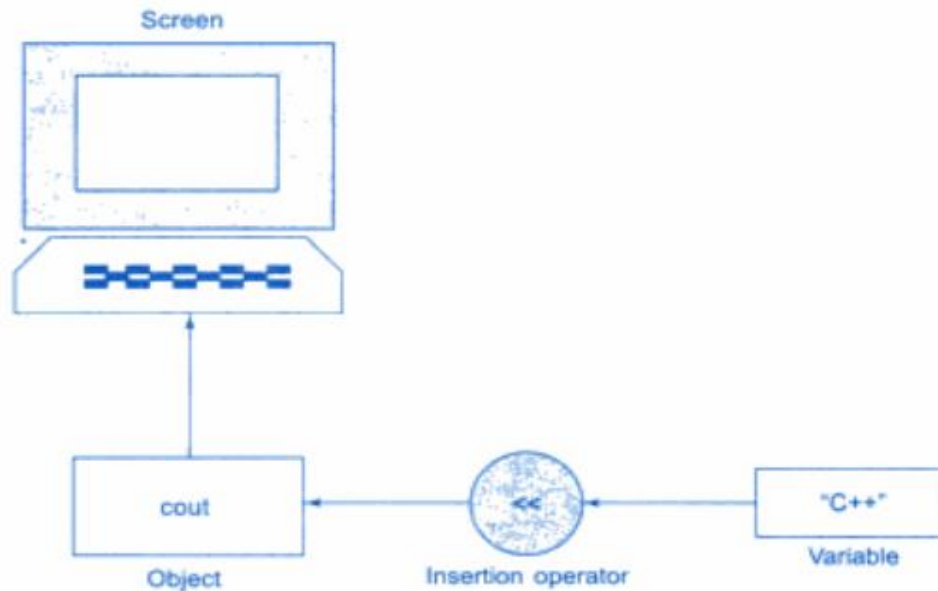 Screen
cout
Object
<<
Insertion operator
"C++"
Variable